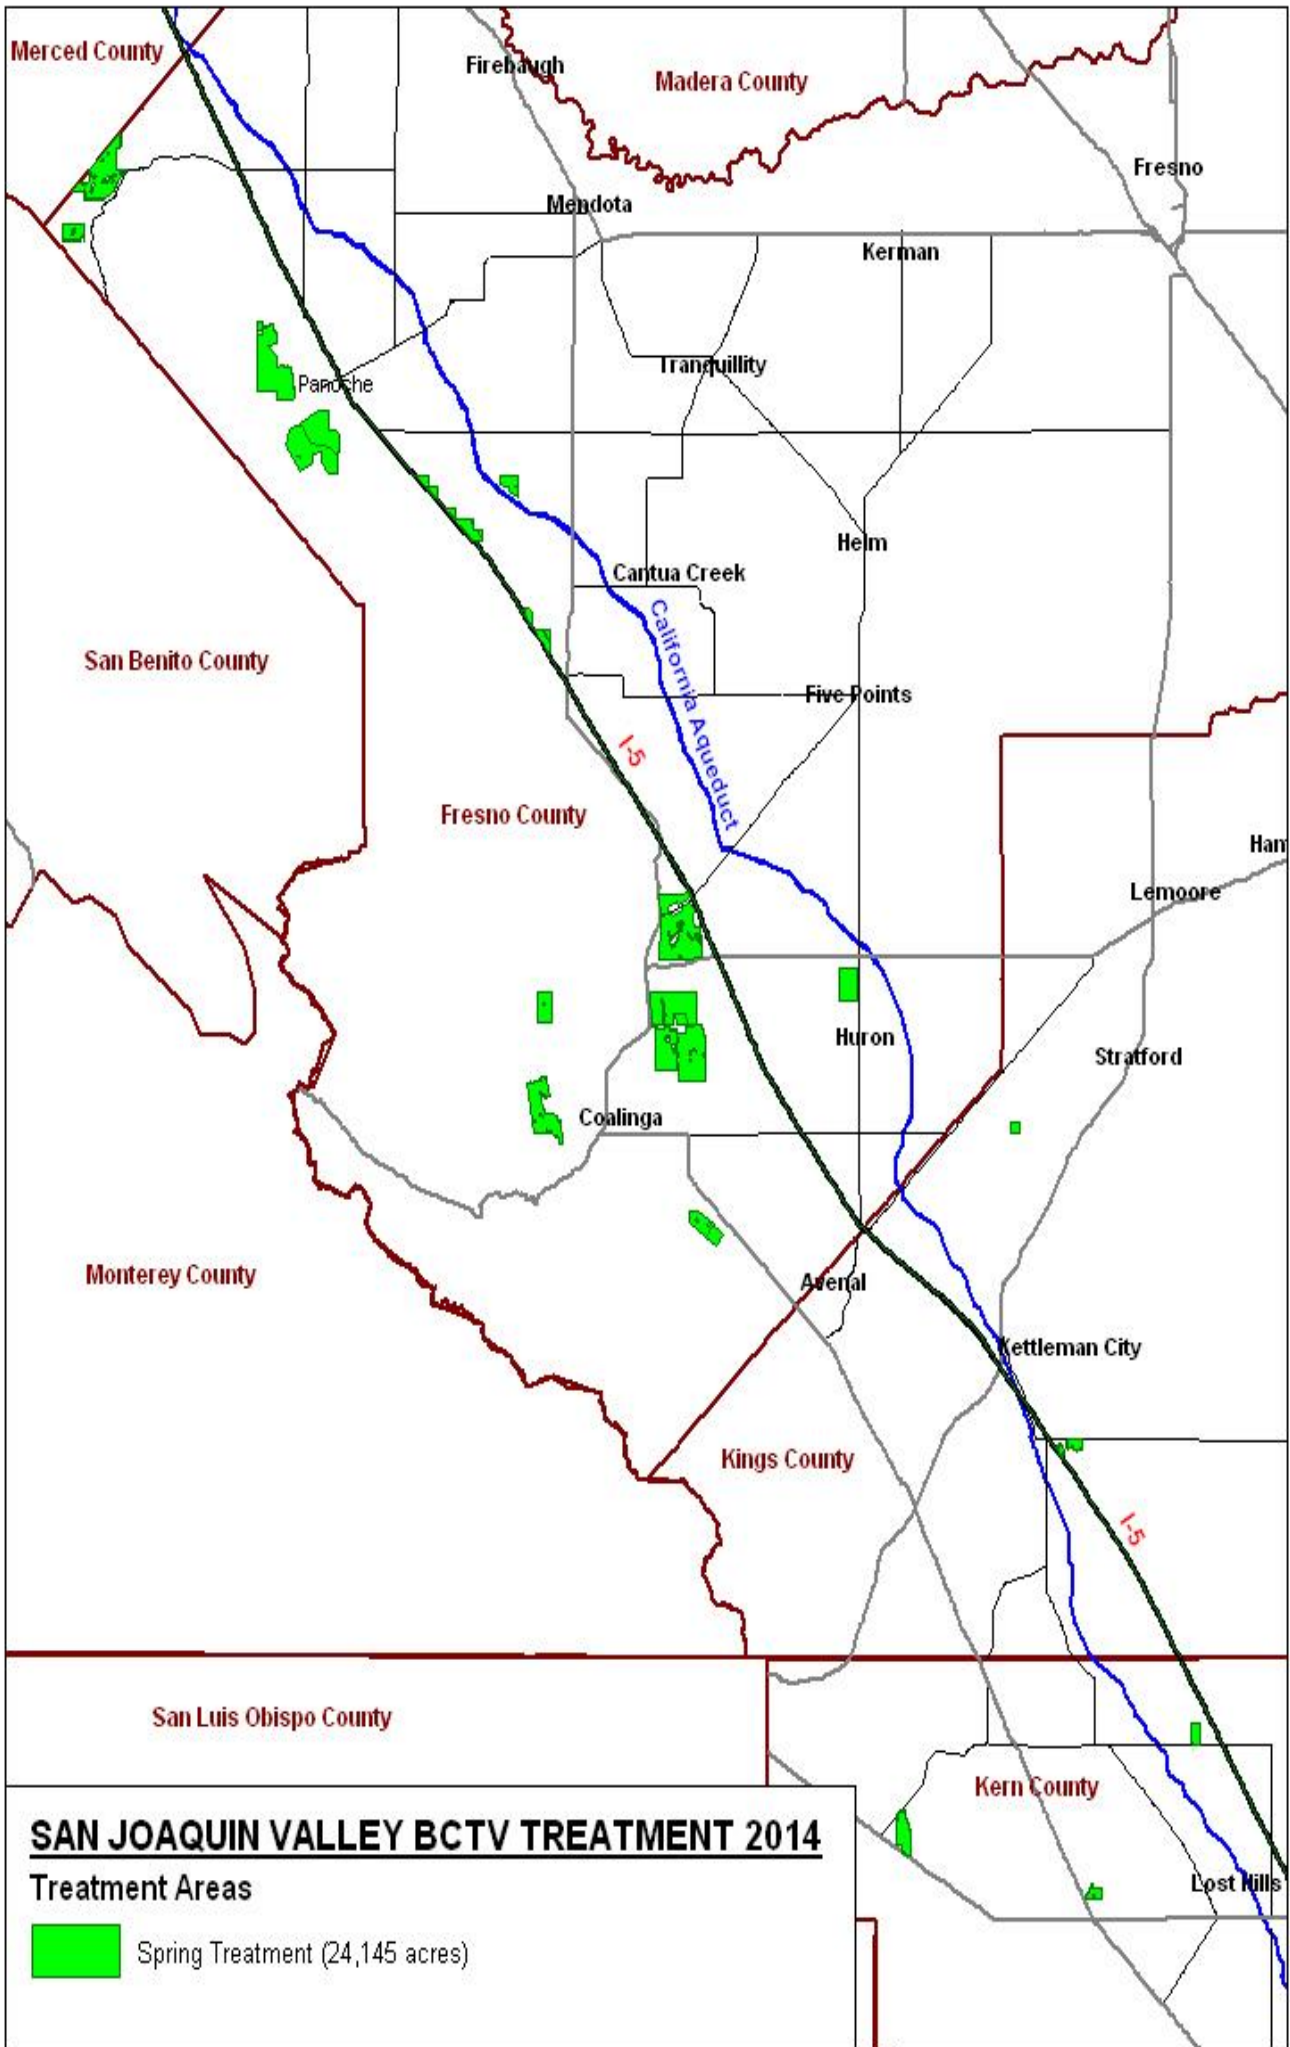 Merced County
Firebaugh
Madera County
Fresno
Mendota
Kerman
Tranquillity
Panoche
Helm
Cantua Creek
California Aqueduct
San Benito County
Five Points
I-5
Fresno County
Ham
Lemoore
Huron
Stratford
Coalinga
Monterey County
Avenal
Kettleman City
Kings County
I-5
San Luis Obispo County
Kern County
SAN JOAQUIN VALLEY BCTV TREATMENT 2014
Treatment Areas
Lost Hills
Spring Treatment (24,145 acres)